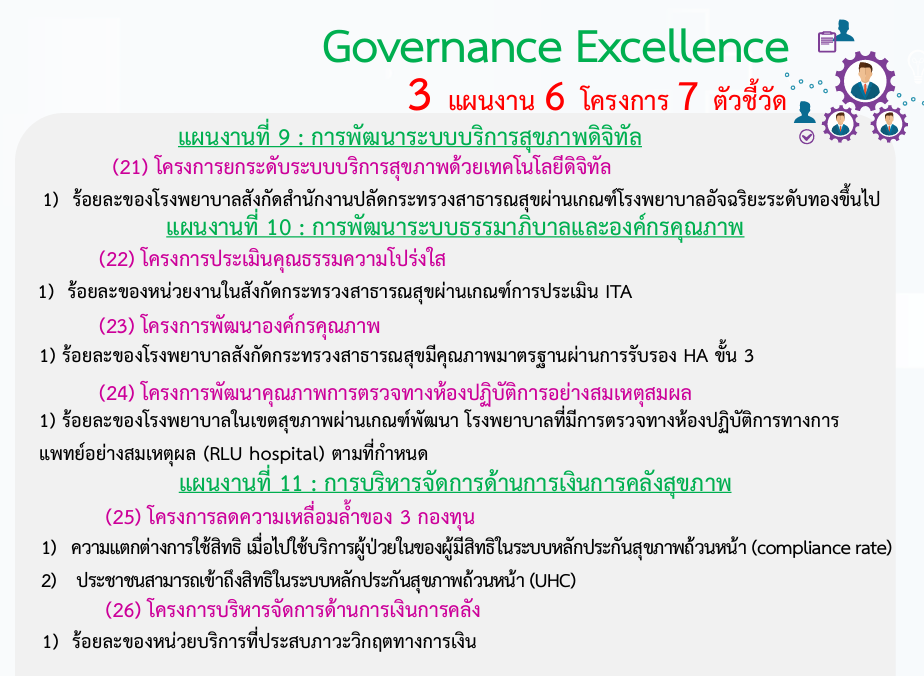 Governance Excellence
3 แผนงาน 6 โครงการ 7 ตัวชี้วัด
แผนงานที่ 9 : การพัฒนาระบบบริการสุขภาพดิจิทัล
(21) โครงการยกระดับระบบบริการสุขภาพด้วยเทคโนโลยีดิจิทัล
1) ร้อยละของโรงพยาบาลสังกัดสำนักงานปลัดกระทรวงสาธารณสุขผ่านเกณฑ์โรงพยาบาลอัจฉริยะระดับทองขึ้นไป
แผนงานที่ 10 : การพัฒนาระบบธรรมาภิบาลและองค์กรคุณภาพ
(22) โครงการประเมินคุณธรรมความโปร่งใส
1) ร้อยละของหน่วยงานในสังกัดกระทรวงสาธารณสุขผ่านเกณฑ์การประเมิน ITA
(23) โครงการพัฒนาองค์กรคุณภาพ
1) ร้อยละของโรงพยาบาลสังกัดกระทรวงสาธารณสุขมีคุณภาพมาตรฐานผ่านการรับรอง HA ขั้น 3
(24) โครงการพัฒนาคุณภาพการตรวจทางห้องปฏิบัติการอย่างสมเหตุสมผล
1) ร้อยละของโรงพยาบาลในเขตสุขภาพผ่านเกณฑ์พัฒนา โรงพยาบาลที่มีการตรวจทางห้องปฏิบัติการทางการ
แพทย์อย่างสมเหตุผล (RLU hospital) ตามที่กำหนด
แผนงานที่ 11 : การบริหารจัดการด้านการเงินการคลังสุขภาพ
(25) โครงการลดความเหลื่อมล้ำของ 3 กองทุน
1) ความแตกต่างการใช้สิทธิ เมื่อไปใช้บริการผู้ป่วยในของผู้มีสิทธิในระบบหลักประกันสุขภาพถ้วนหน้า (compliance rate)
2) ประชาชนสามารถเข้าถึงสิทธิในระบบหลักประกันสุขภาพถ้วนหน้า (UHC)
(26) โครงการบริหารจัดการด้านการเงินการคลัง
1) ร้อยละของหน่วยบริการที่ประสบภาวะวิกฤตทางการเงิน